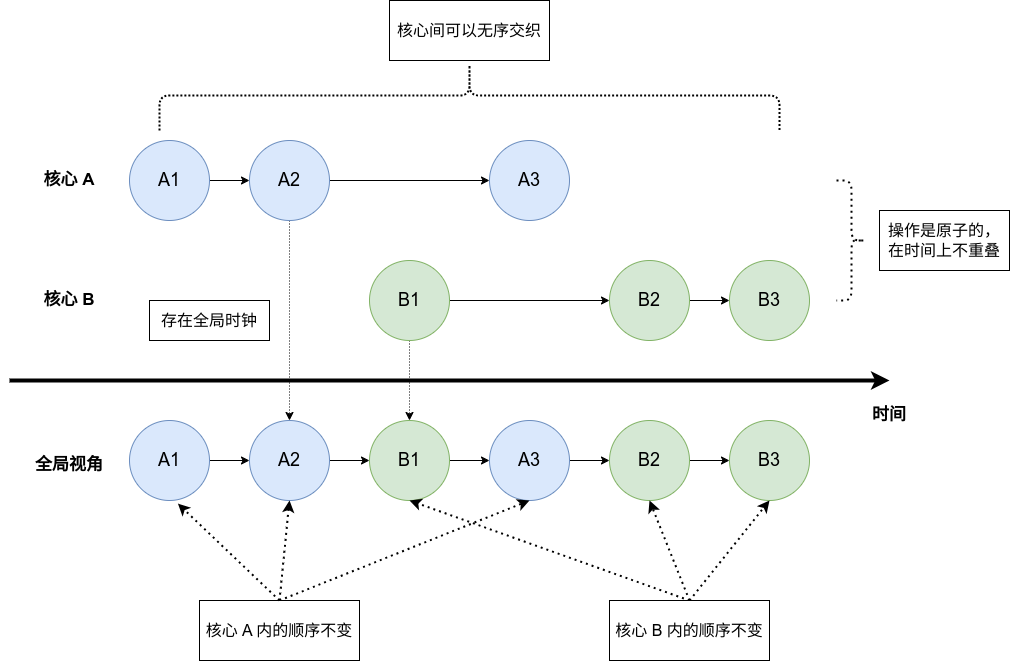 核心间可以无序交织
核心 A
A1
A2
A3
操作是原子的，
在时间上不重叠
核心 B
B1
B2
B3
存在全局时钟
时间
全局视角
A1
A2
B1
A3
B2
B3
核心 A 内的顺序不变
核心 B 内的顺序不变